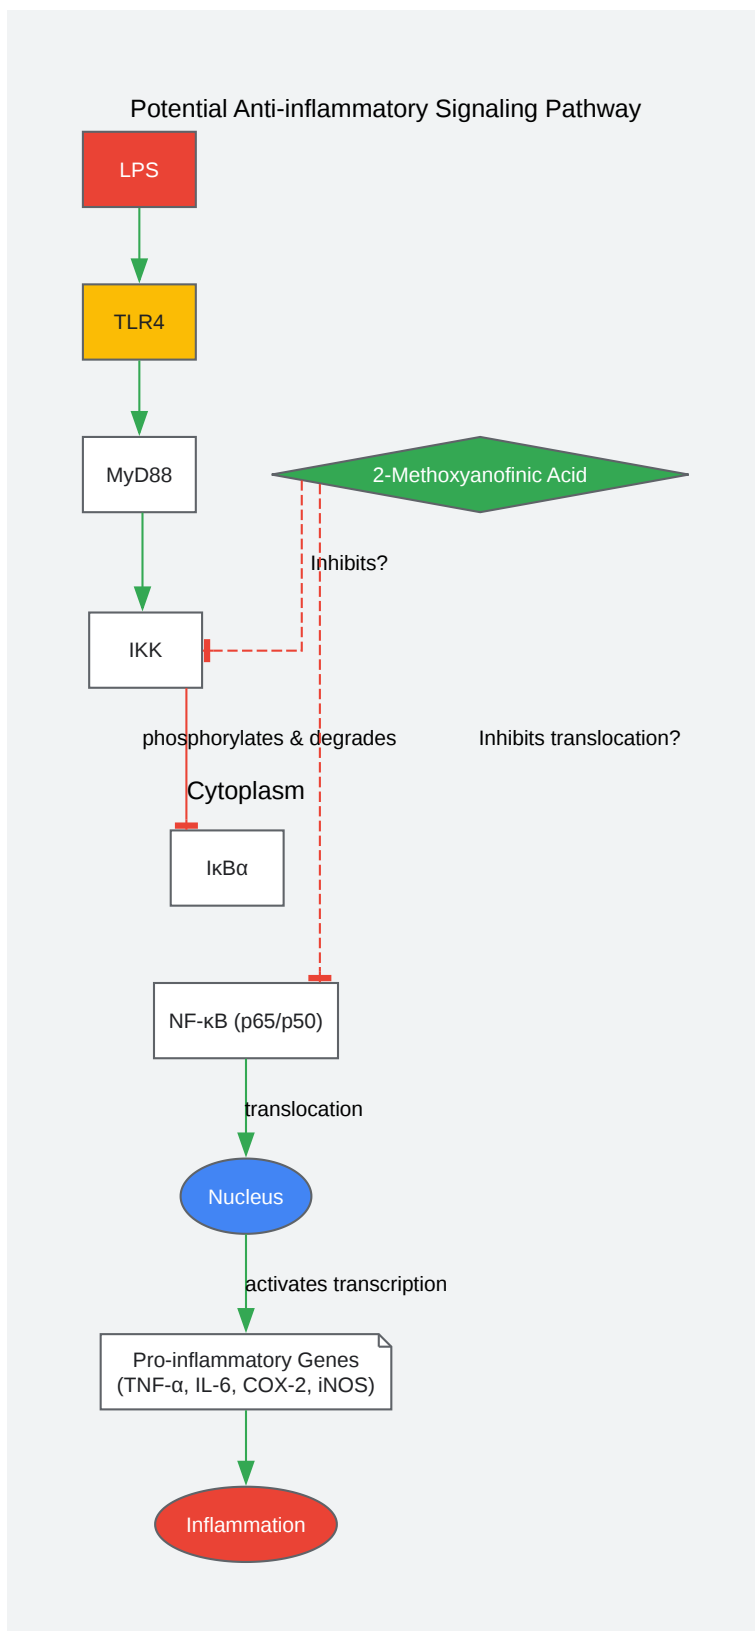 Potential Anti-inflammatory Signaling Pathway
LPS
TLR4
MyD88
2-Methoxyanofinic Acid
Inhibits?
IKK
phosphorylates & degrades
Inhibits translocation?
Cytoplasm
IκBα
NF-κB (p65/p50)
translocation
Nucleus
activates transcription
Pro-inflammatory Genes
(TNF-α, IL-6, COX-2, iNOS)
Inflammation